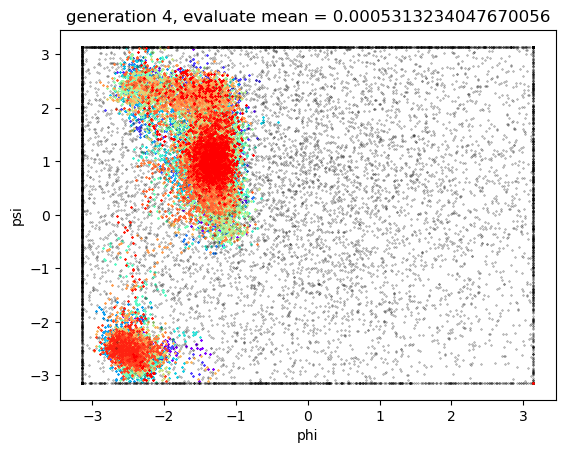 generation 4, evaluate mean = 0.0005313234047670056
3
2
1
0
−1
−2
−3
psi
−3 −2 −1 0 1 2 3
phi